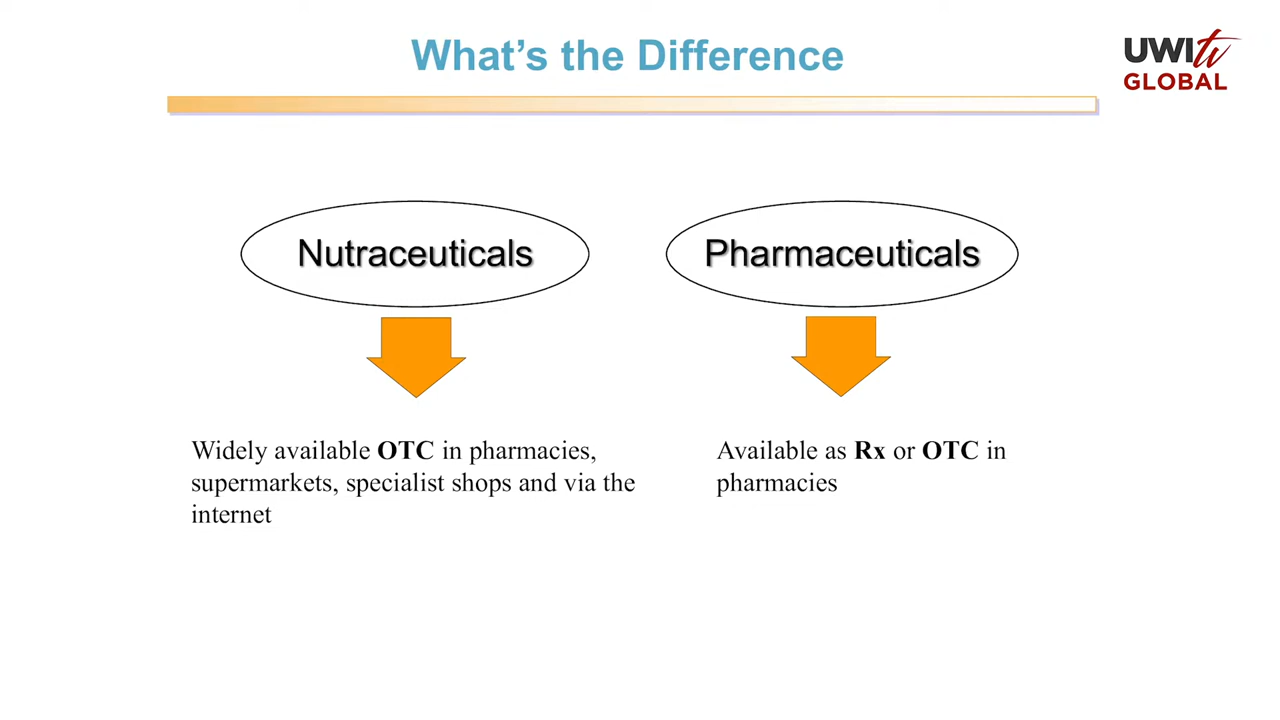 What's the Difference
UWItv
GLOBAL
Nutraceuticals
Pharmaceuticals
Widely available OTC in pharmacies,
supermarkets, specialist shops and via the
internet
Available as Rx or OTC in
pharmacies